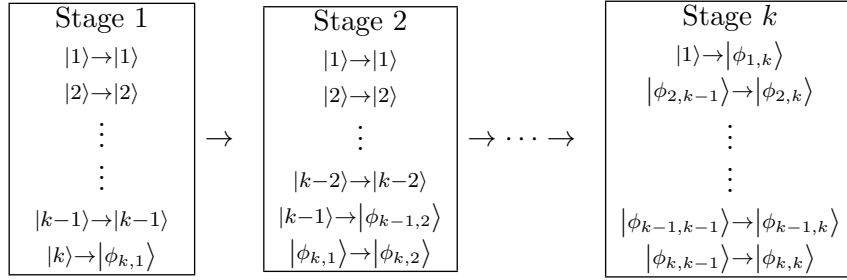 Stage 1
|1⟩→|1⟩
|2⟩→|2⟩
⋮
⋮
|k−1⟩→|k−1⟩
|k⟩→|ϕ_{k,1}⟩
→
Stage 2
|1⟩→|1⟩
|2⟩→|2⟩
⋮
|k−2⟩→|k−2⟩
|k−1⟩→|ϕ_{k−1,2}⟩
|ϕ_{k,1}⟩→|ϕ_{k,2}⟩
→ ⋯ →
Stage k
|1⟩→|ϕ_{1,k}⟩
|ϕ_{2,k−1}⟩→|ϕ_{2,k}⟩
⋮
⋮
|ϕ_{k−1,k−1}⟩→|ϕ_{k−1,k}⟩
|ϕ_{k,k−1}⟩→|ϕ_{k,k}⟩